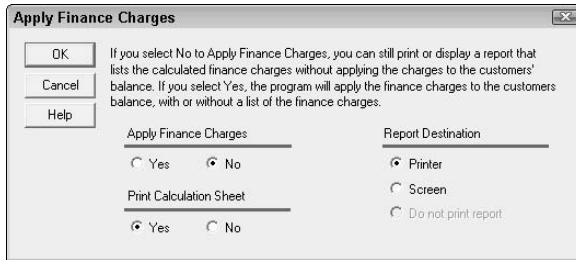 Apply Finance Charges
OK
Cancel
Help
If you select No to Apply Finance Charges, you can still print or display a report that
lists the calculated finance charges without applying the charges to the customers'
balance. If you select Yes, the program will apply the finance charges to the customers
balance, with or without a list of the finance charges.
Apply Finance Charges
Yes No
Print Calculation Sheet
Yes No
Report Destination
Printer
Screen
Do not print report